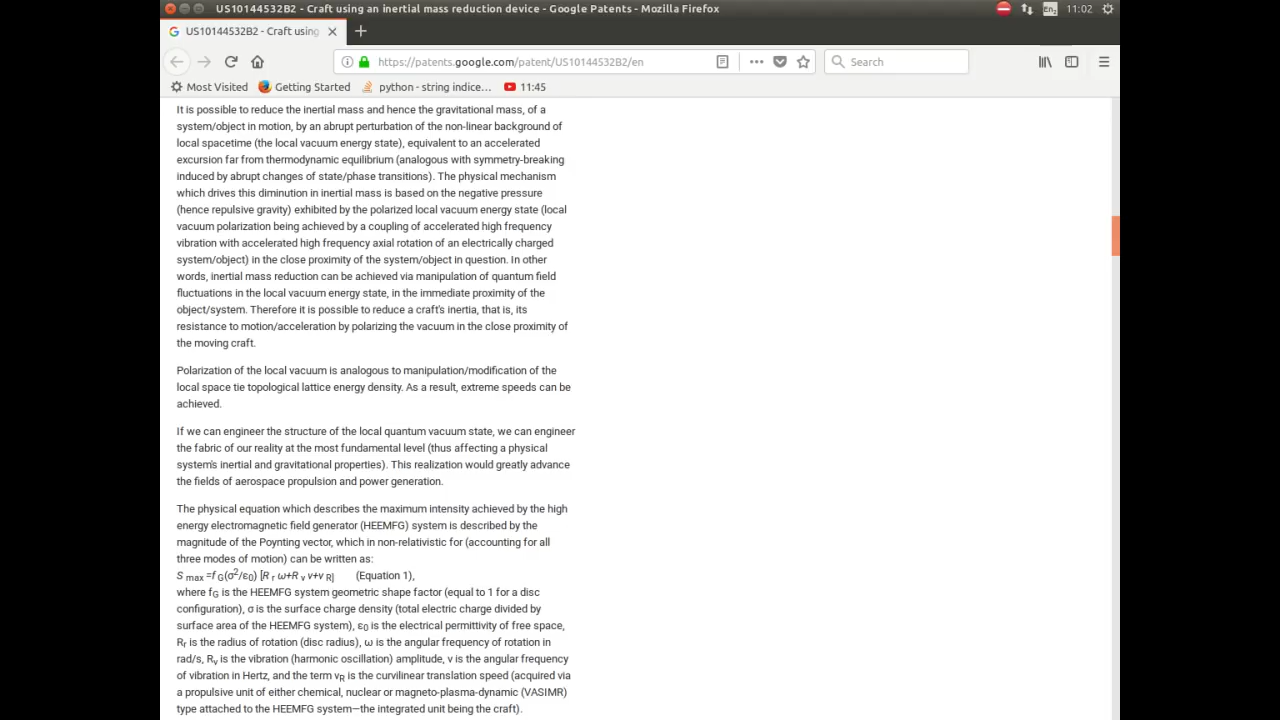 US10144532B2 - Craft using an inertial mass reduction device - Google Patents - Mozilla Firefox
En 11:02
US10144532B2 - Craft using
https://patents.google.com/patent/US10144532B2/en
Search
Most Visited Getting Started python - string indice... 11:45
It is possible to reduce the inertial mass and hence the gravitational mass, of a
system/object in motion, by an abrupt perturbation of the non-linear background of
local spacetime (the local vacuum energy state), equivalent to an accelerated
excursion far from thermodynamic equilibrium (analogous with symmetry-breaking
induced by abrupt changes of state/phase transitions). The physical mechanism
which drives this diminution in inertial mass is based on the negative pressure
(hence repulsive gravity) exhibited by the polarized local vacuum energy state (local
vacuum polarization being achieved by a coupling of accelerated high frequency
vibration with accelerated high frequency axial rotation of an electrically charged
system/object) in the close proximity of the system/object in question. In other
words, inertial mass reduction can be achieved via manipulation of quantum field
fluctuations in the local vacuum energy state, in the immediate proximity of the
object/system. Therefore it is possible to reduce a craft's inertia, that is, its
resistance to motion/acceleration by polarizing the vacuum in the close proximity of
the moving craft.
Polarization of the local vacuum is analogous to manipulation/modification of the
local space tie topological lattice energy density. As a result, extreme speeds can be
achieved.
If we can engineer the structure of the local quantum vacuum state, we can engineer
the fabric of our reality at the most fundamental level (thus affecting a physical
system's inertial and gravitational properties). This realization would greatly advance
the fields of aerospace propulsion and power generation.
The physical equation which describes the maximum intensity achieved by the high
energy electromagnetic field generator (HEEMFG) system is described by the
magnitude of the Poynting vector, which in non-relativistic for (accounting for all
three modes of motion) can be written as:
S max =f G(σ2/ε0) [R r ω+R v ν+v R] (Equation 1),
where fG is the HEEMFG system geometric shape factor (equal to 1 for a disc
configuration), σ is the surface charge density (total electric charge divided by
surface area of the HEEMFG system), ε0 is the electrical permittivity of free space,
Rr is the radius of rotation (disc radius), ω is the angular frequency of rotation in
rad/s, Rv is the vibration (harmonic oscillation) amplitude, ν is the angular frequency
of vibration in Hertz, and the term vR is the curvilinear translation speed (acquired via
a propulsive unit of either chemical, nuclear or magneto-plasma-dynamic (VASIMR)
type attached to the HEEMFG system—the integrated unit being the craft).